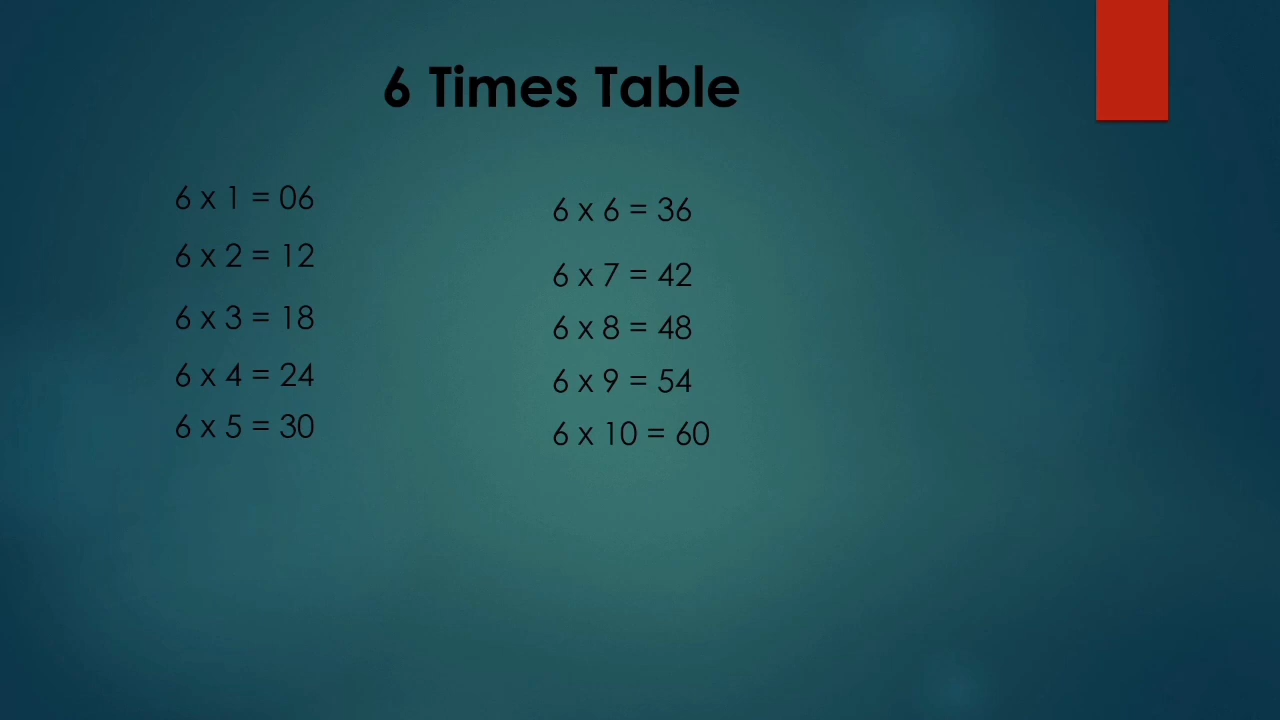 6 Times Table
6 x 1 = 06
6 x 2 = 12
6 x 3 = 18
6 x 4 = 24
6 x 5 = 30
6 x 6 = 36
6 x 7 = 42
6 x 8 = 48
6 x 9 = 54
6 x 10 = 60